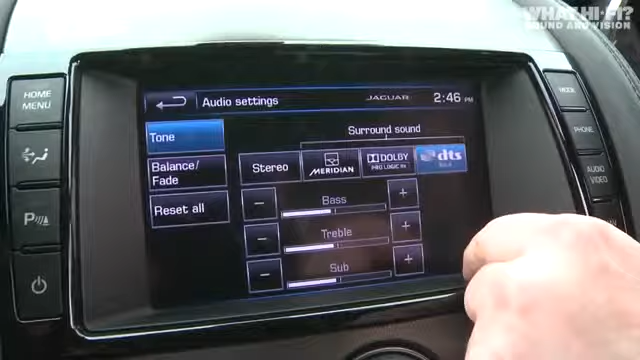 WHAT HI-FI?
SOUND AND VISION
HOME
MENU
Audio settings
JAGUAR
2:46 PM
MODE
Tone
Surround sound
PHONE
Balance/
Fade
Stereo
MERIDIAN
DOLBY
PRO LOGIC IIx
dts
AUDIO
VIDEO
Reset all
Bass
Treble
Sub
P